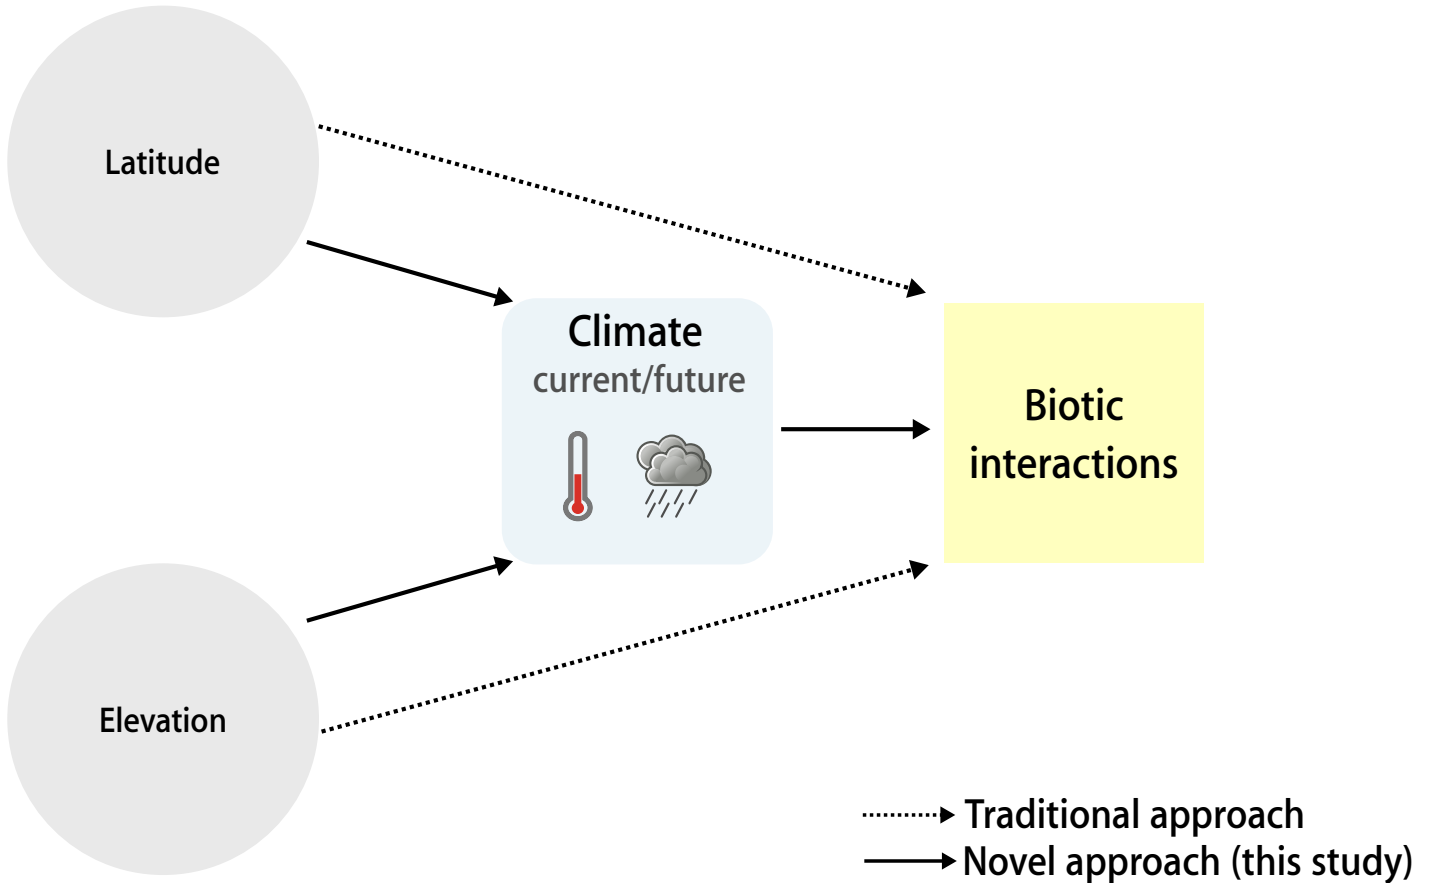 Latitude
Climate
current/future
Biotic
interactions
Elevation
Traditional approach
Novel approach (this study)